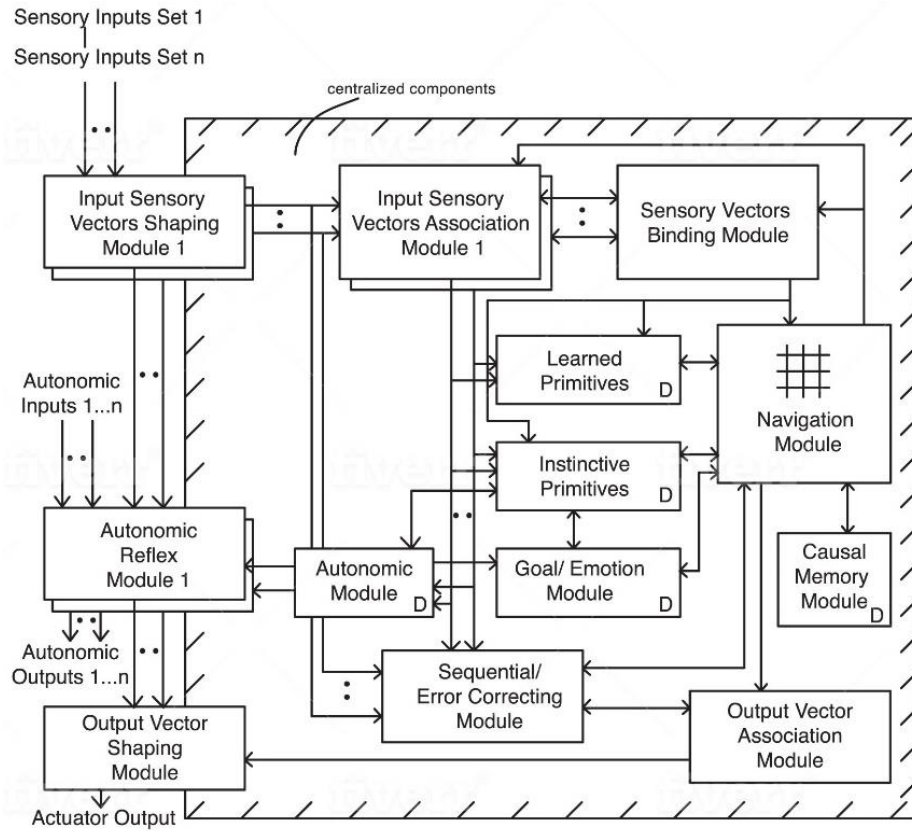 Sensory Inputs Set 1
Sensory Inputs Set n
centralized components
Input Sensory
Vectors Shaping
Module 1
Input Sensory
Vectors Association
Module 1
Sensory Vectors
Binding Module
Learned
Primitives
D
Navigation
Module
Autonomic
Inputs 1...n
Instinctive
Primitives
D
Autonomic
Reflex
Module 1
Autonomic
Module
D
Goal/ Emotion
Module
D
Causal
Memory
Module
D
Autonomic
Outputs 1...n
Sequential/
Error Correcting
Module
Output Vector
Shaping
Module
Output Vector
Association
Module
Actuator Output